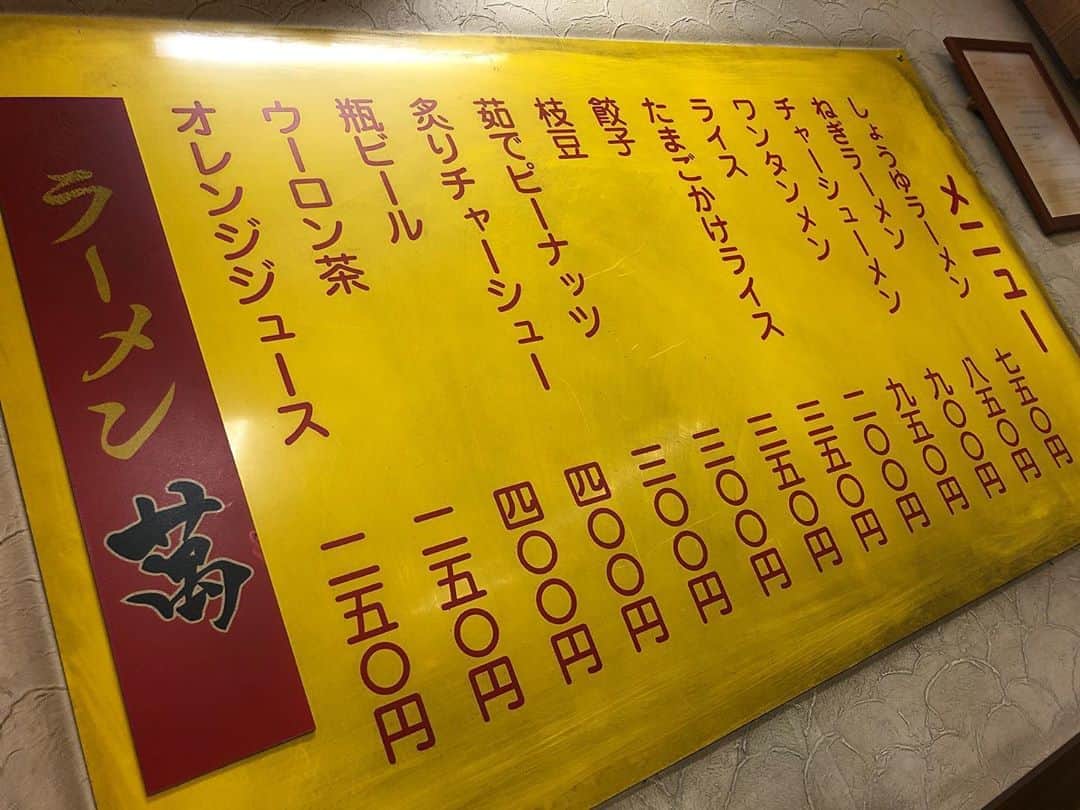 メニュー
しょうゆラーメン 七五〇円
ねぎラーメン 八五〇円
チャーシューメン 九〇〇円
ワンタンメン 九五〇円
ライス 二〇〇円
たまごかけライス 二五〇円
餃子 三五〇円
枝豆 三〇〇円
茹でピーナッツ 三〇〇円
炙りチャーシュー 四〇〇円
瓶ビール 四〇〇円
ウーロン茶 二五〇円
オレンジジュース 二五〇円
ラーメン 萬